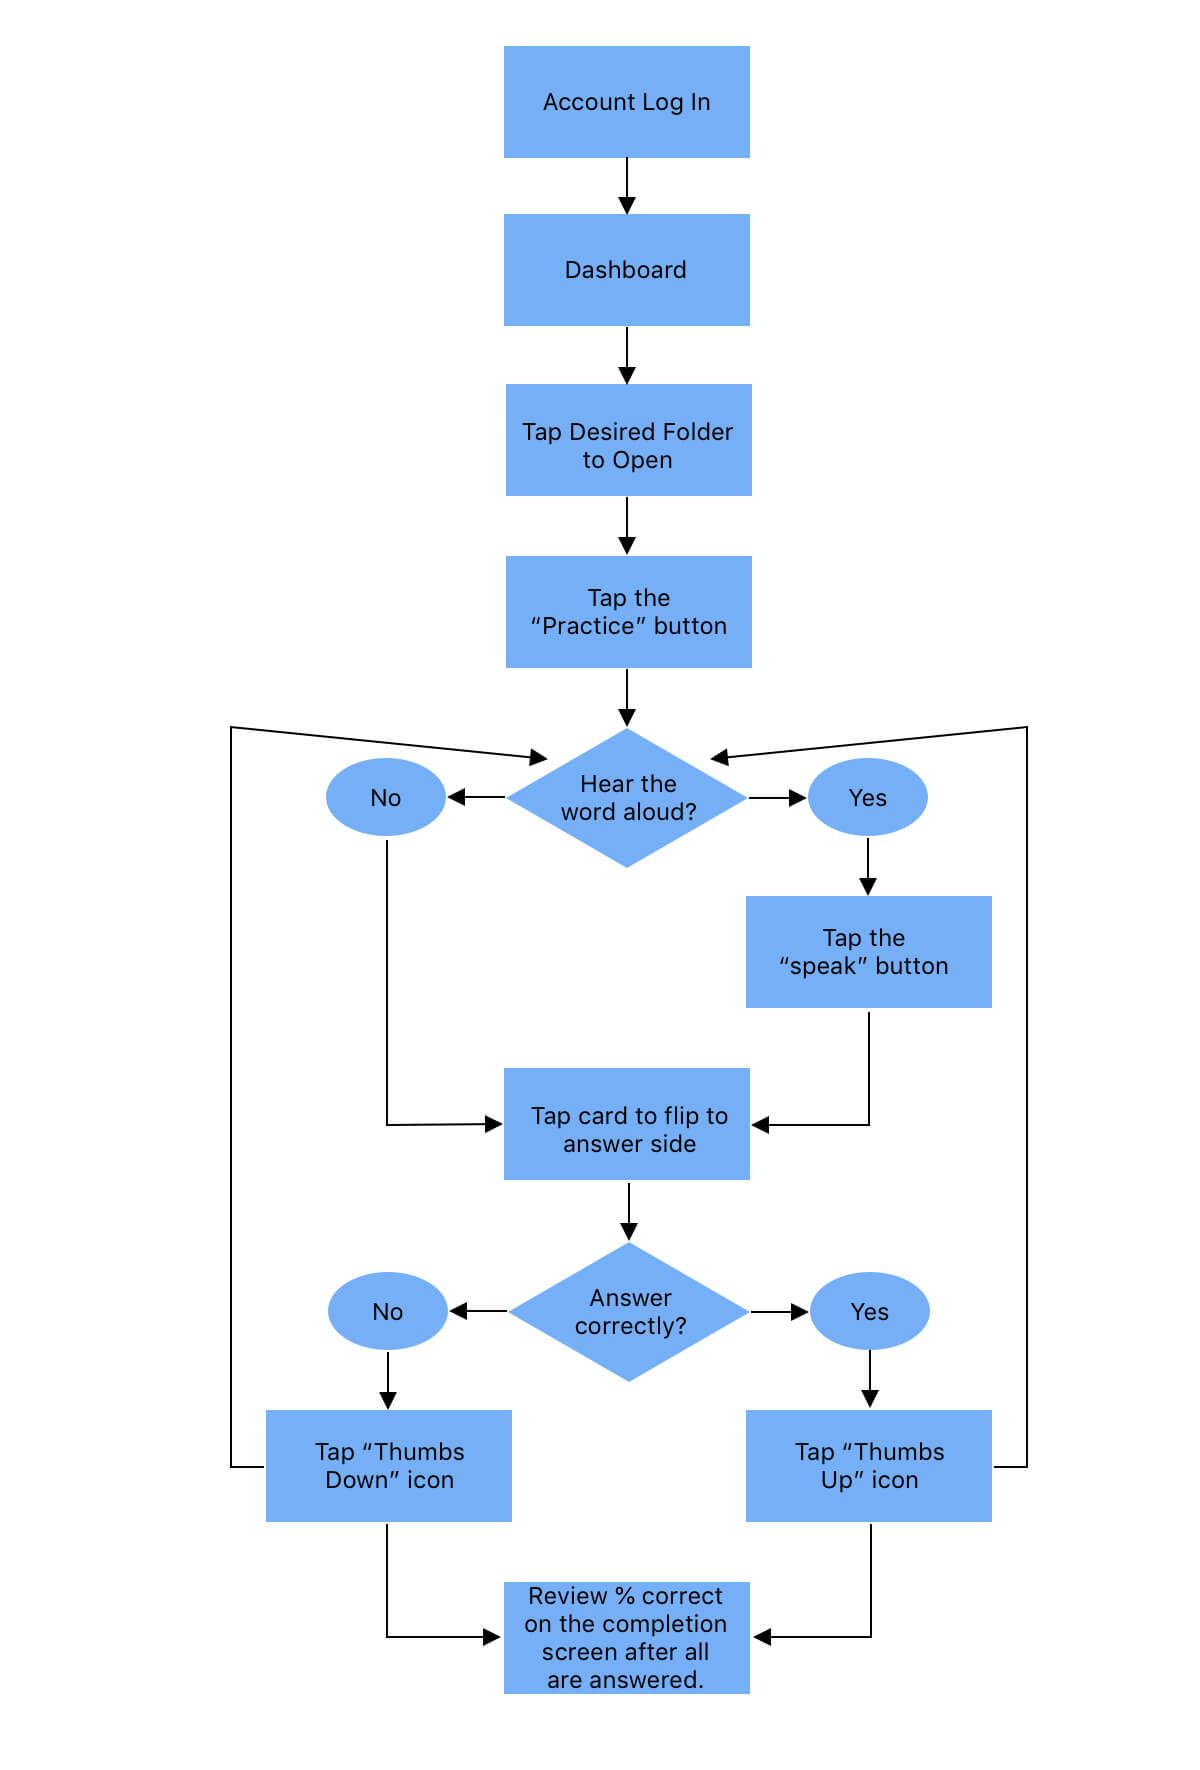 Account Log In
Dashboard
Tap Desired Folder
to Open
Tap the
“Practice” button
Hear the
word aloud?
No
Yes
Tap the
“speak” button
Tap card to flip to
answer side
Answer
correctly?
No
Yes
Tap “Thumbs
Down” icon
Tap “Thumbs
Up” icon
Review % correct
on the completion
screen after all
are answered.